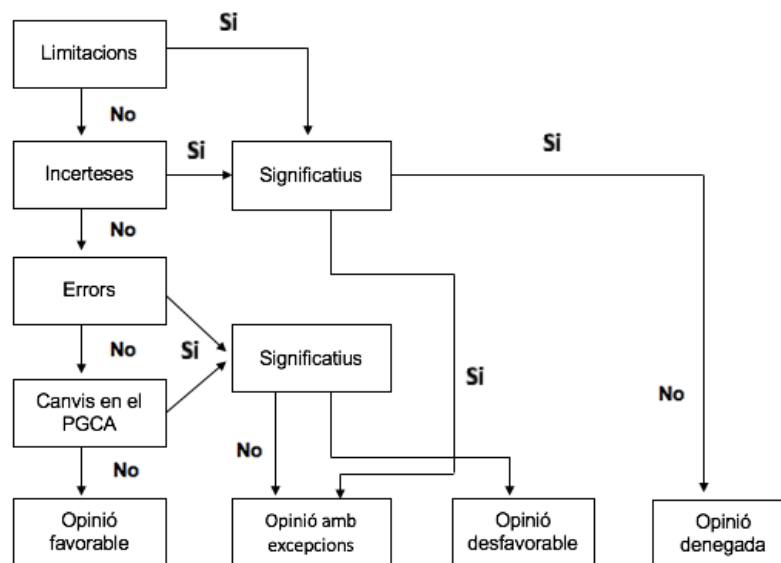 Si
Limitacions
No
Si
Si
Incerteses
Significatius
No
Errors
No
Si
Significatius
Si
Canvis en el
PGCA
No
No
No
Opinió
favorable
Opinió amb
excepcions
Opinió
desfavorable
Opinió
denegada